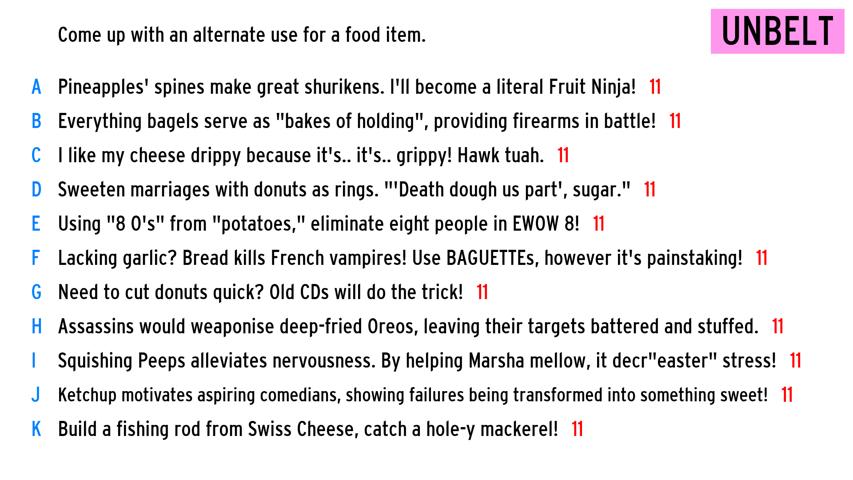 Come up with an alternate use for a food item.
UNBELT
A Pineapples' spines make great shurikens. I'll become a literal Fruit Ninja! 11
B Everything bagels serve as "bakes of holding", providing firearms in battle! 11
C I like my cheese drippy because it's.. it's.. grippy! Hawk tuah. 11
D Sweeten marriages with donuts as rings. "'Death dough us part', sugar." 11
E Using "8 O's" from "potatoes," eliminate eight people in EWOW 8! 11
F Lacking garlic? Bread kills French vampires! Use BAGUETTEs, however it's painstaking! 11
G Need to cut donuts quick? Old CDs will do the trick! 11
H Assassins would weaponise deep-fried Oreos, leaving their targets battered and stuffed. 11
I Squishing Peeps alleviates nervousness. By helping Marsha mellow, it decr"easter" stress! 11
J Ketchup motivates aspiring comedians, showing failures being transformed into something sweet! 11
K Build a fishing rod from Swiss Cheese, catch a hole-y mackerel! 11